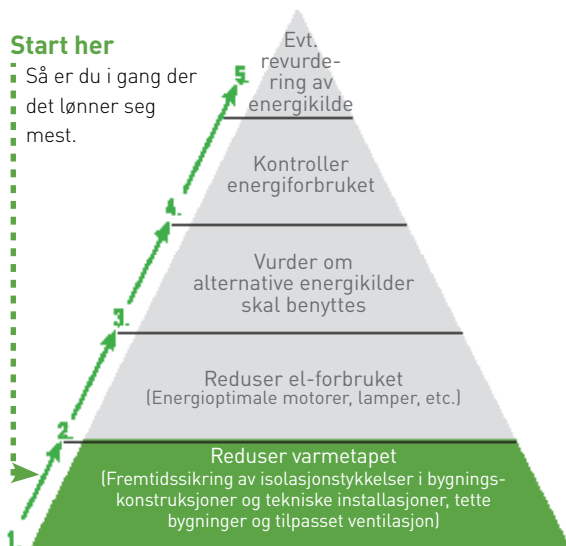 Start her
Så er du i gang der
det lønner seg
mest.
5.
Evt.
revurde-
ring av
energikilde
4.
Kontroller
energiforbruket
3.
Vurder om
alternative energikilder
skal benyttes
2.
Reduser el-forbruket
(Energioptimale motorer, lamper, etc.)
1.
Reduser varmetapet
(Fremtidssikring av isolasjonstykkelser i bygnings-
konstruksjoner og tekniske installasjoner, tette
bygninger og tilpasset ventilasjon)